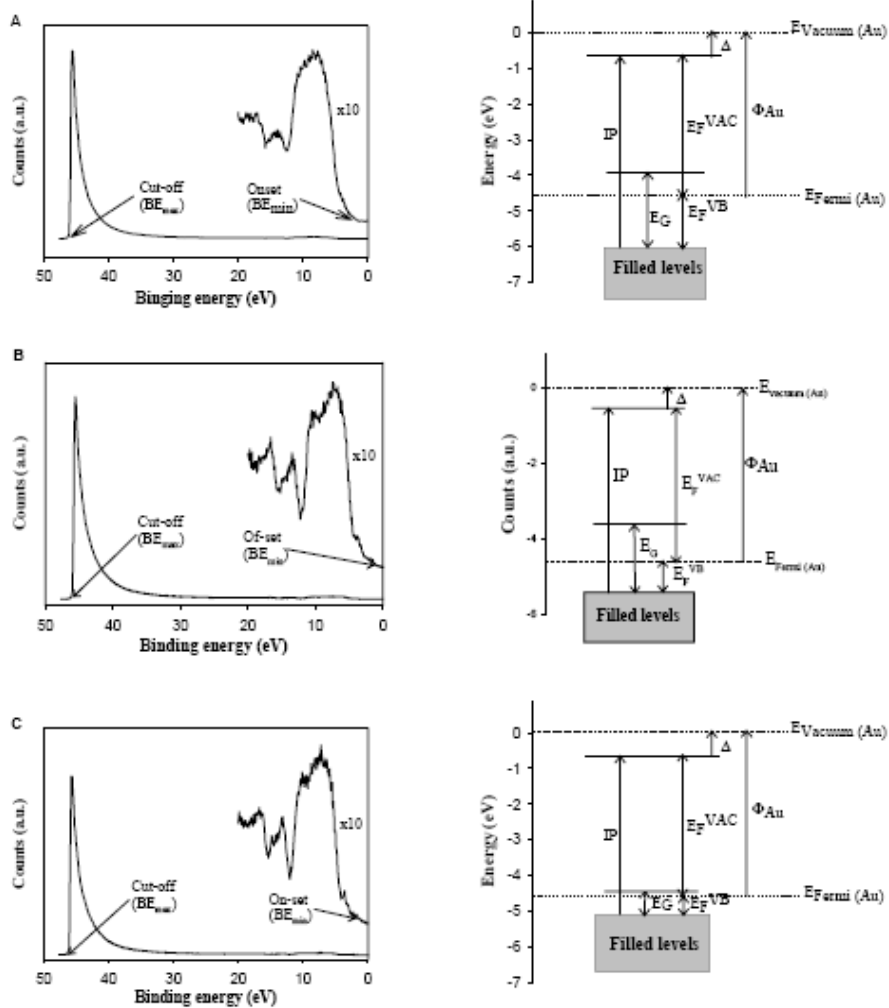 A
Counts (a.u.)
x10
Cut-off
(BEmax)
Onset
(BEmin)
50 40 30 20 10 0
Binging energy (eV)
Energy (eV)
0
-1
-2
-3
-4
-5
-6
-7
EVacuum (Au)
Δ
IP
EF VAC
ΦAu
EFermi (Au)
EG
EF VB
Filled levels
B
Counts (a.u.)
x10
Cut-off
(BEmax)
Of-set
(BEmin)
50 40 30 20 10 0
Binding energy (eV)
Counts (a.u.)
0
-2
-4
-6
Evacuum (Au)
Δ
IP
EF VAC
ΦAu
EG
EFermi (Au)
EF VB
Filled levels
C
Counts (a.u.)
x10
Cut-off
(BEmax)
On-set
(BEmin)
50 40 30 20 10 0
Binding energy (eV)
Energy (eV)
0
-1
-2
-3
-4
-5
-6
-7
EVacuum (Au)
Δ
IP
EF VAC
ΦAu
EFermi (Au)
EG
EF VB
Filled levels